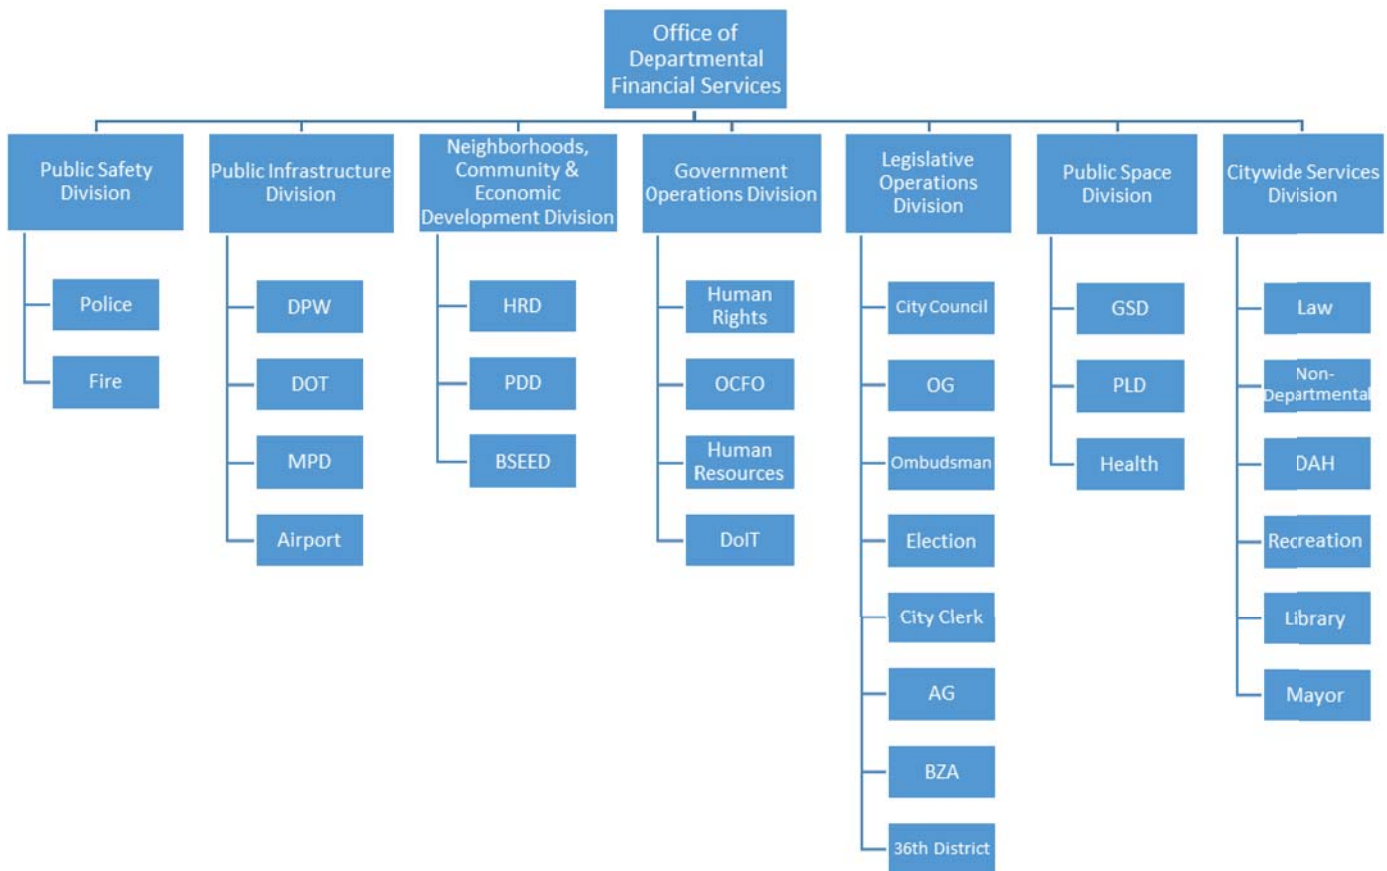 Office of
Departmental
Financial Services
Public Safety
Division
Police
Fire
Public Infrastructure
Division
DPW
DOT
MPD
Airport
Neighborhoods,
Community &
Economic
Development Division
HRD
PDD
BSEED
Government
Operations Division
Human
Rights
OCFO
Human
Resources
DoIT
Legislative
Operations
Division
City Council
OG
Ombudsman
Election
City Clerk
AG
BZA
36th District
Public Space
Division
GSD
PLD
Health
Citywide Services
Division
Law
Non-
Departmental
DAH
Recreation
Library
Mayor